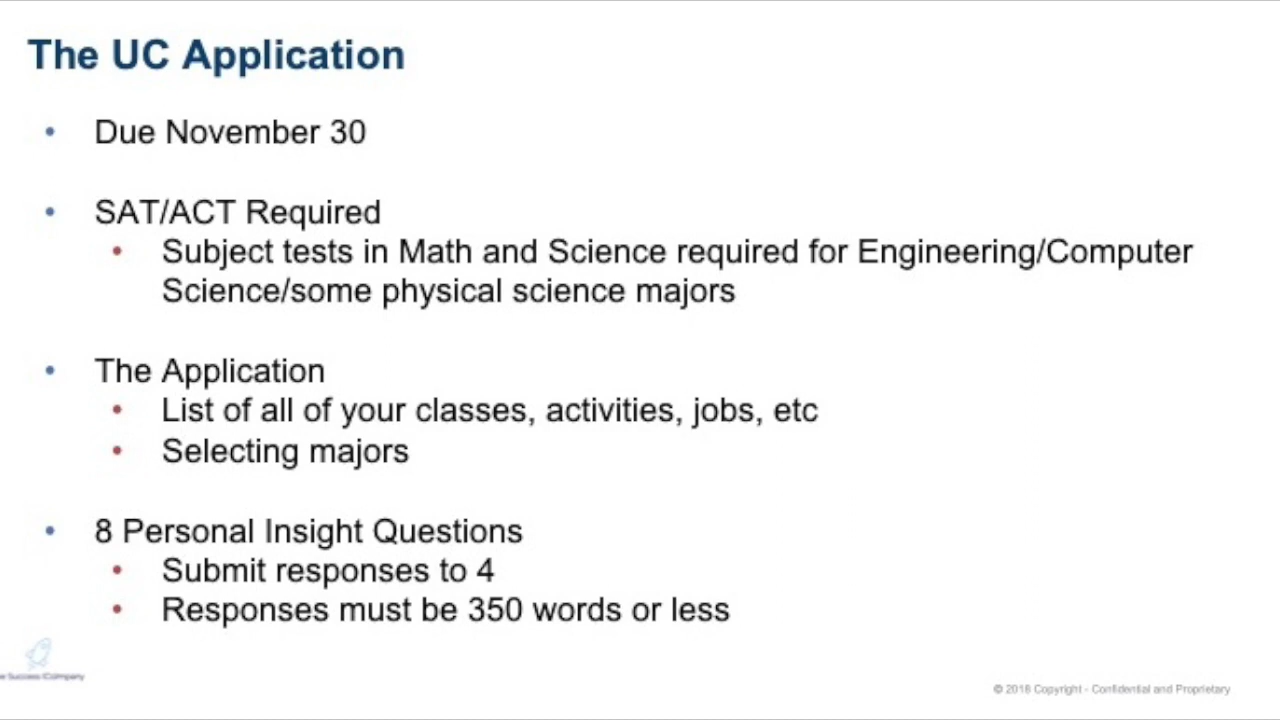 The UC Application
• Due November 30
• SAT/ACT Required
• Subject tests in Math and Science required for Engineering/Computer
Science/some physical science majors
• The Application
• List of all of your classes, activities, jobs, etc
• Selecting majors
• 8 Personal Insight Questions
• Submit responses to 4
• Responses must be 350 words or less
Success
© 2018 Copyright - Confidential and Proprietary